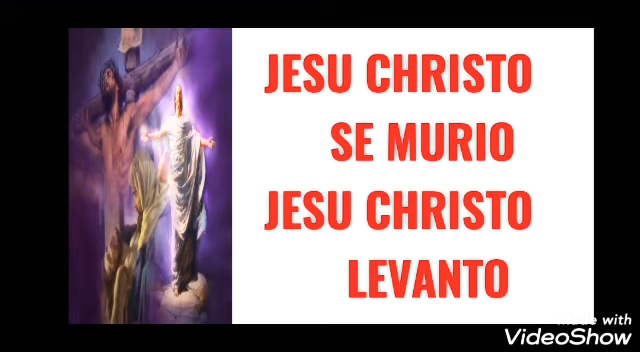 JESU CHRISTO
SE MURIO
JESU CHRISTO
LEVANTO
Made with
VideoShow